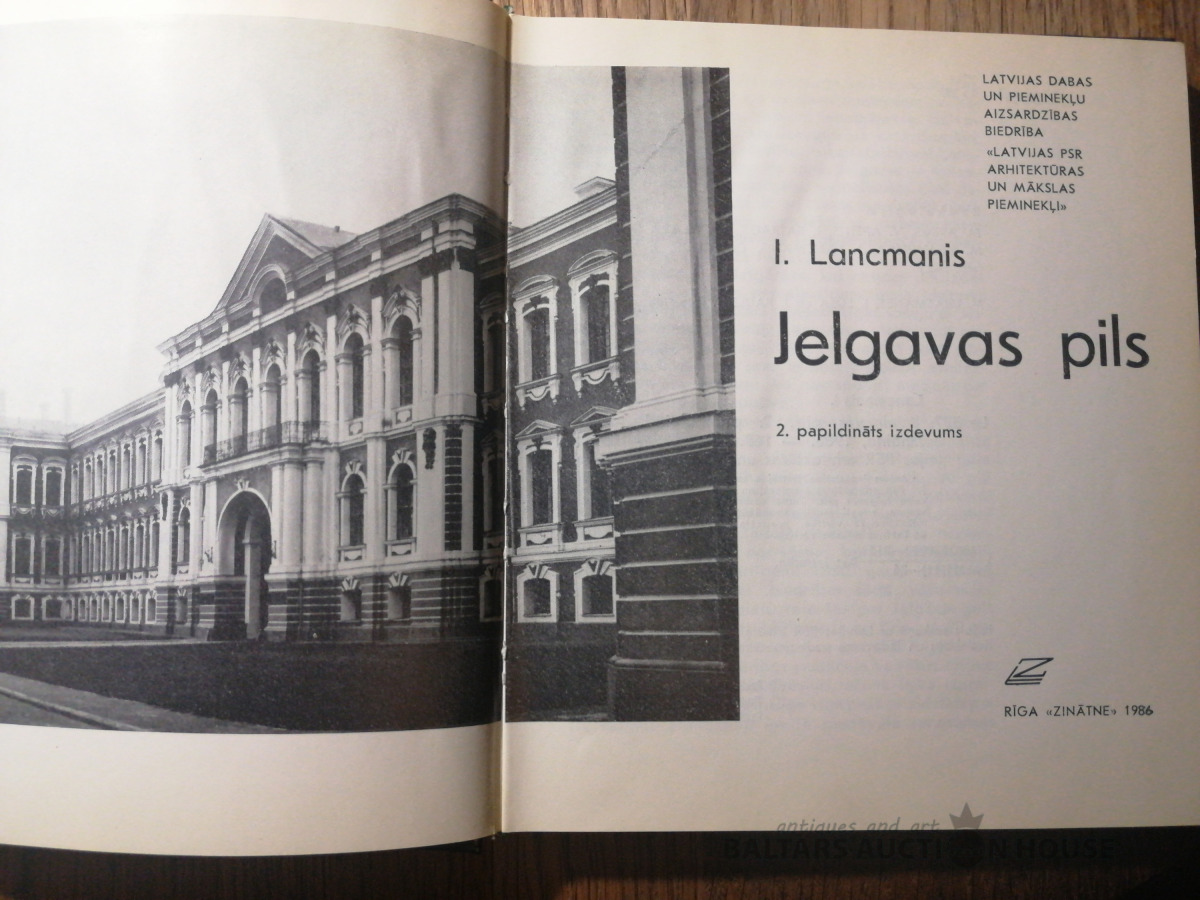 LATVIJAS DABAS
UN PIEMINEKĻU
AIZSARDZĪBAS
BIEDRĪBA
«LATVIJAS PSR
ARHITEKTŪRAS
UN MĀKSLAS
PIEMINEKĻI»
I. Lancmanis
Jelgavas pils
2. papildināts izdevums
RĪGA «ZINĀTNE» 1986
antiques and art
BALTARS AUCTION HOUSE